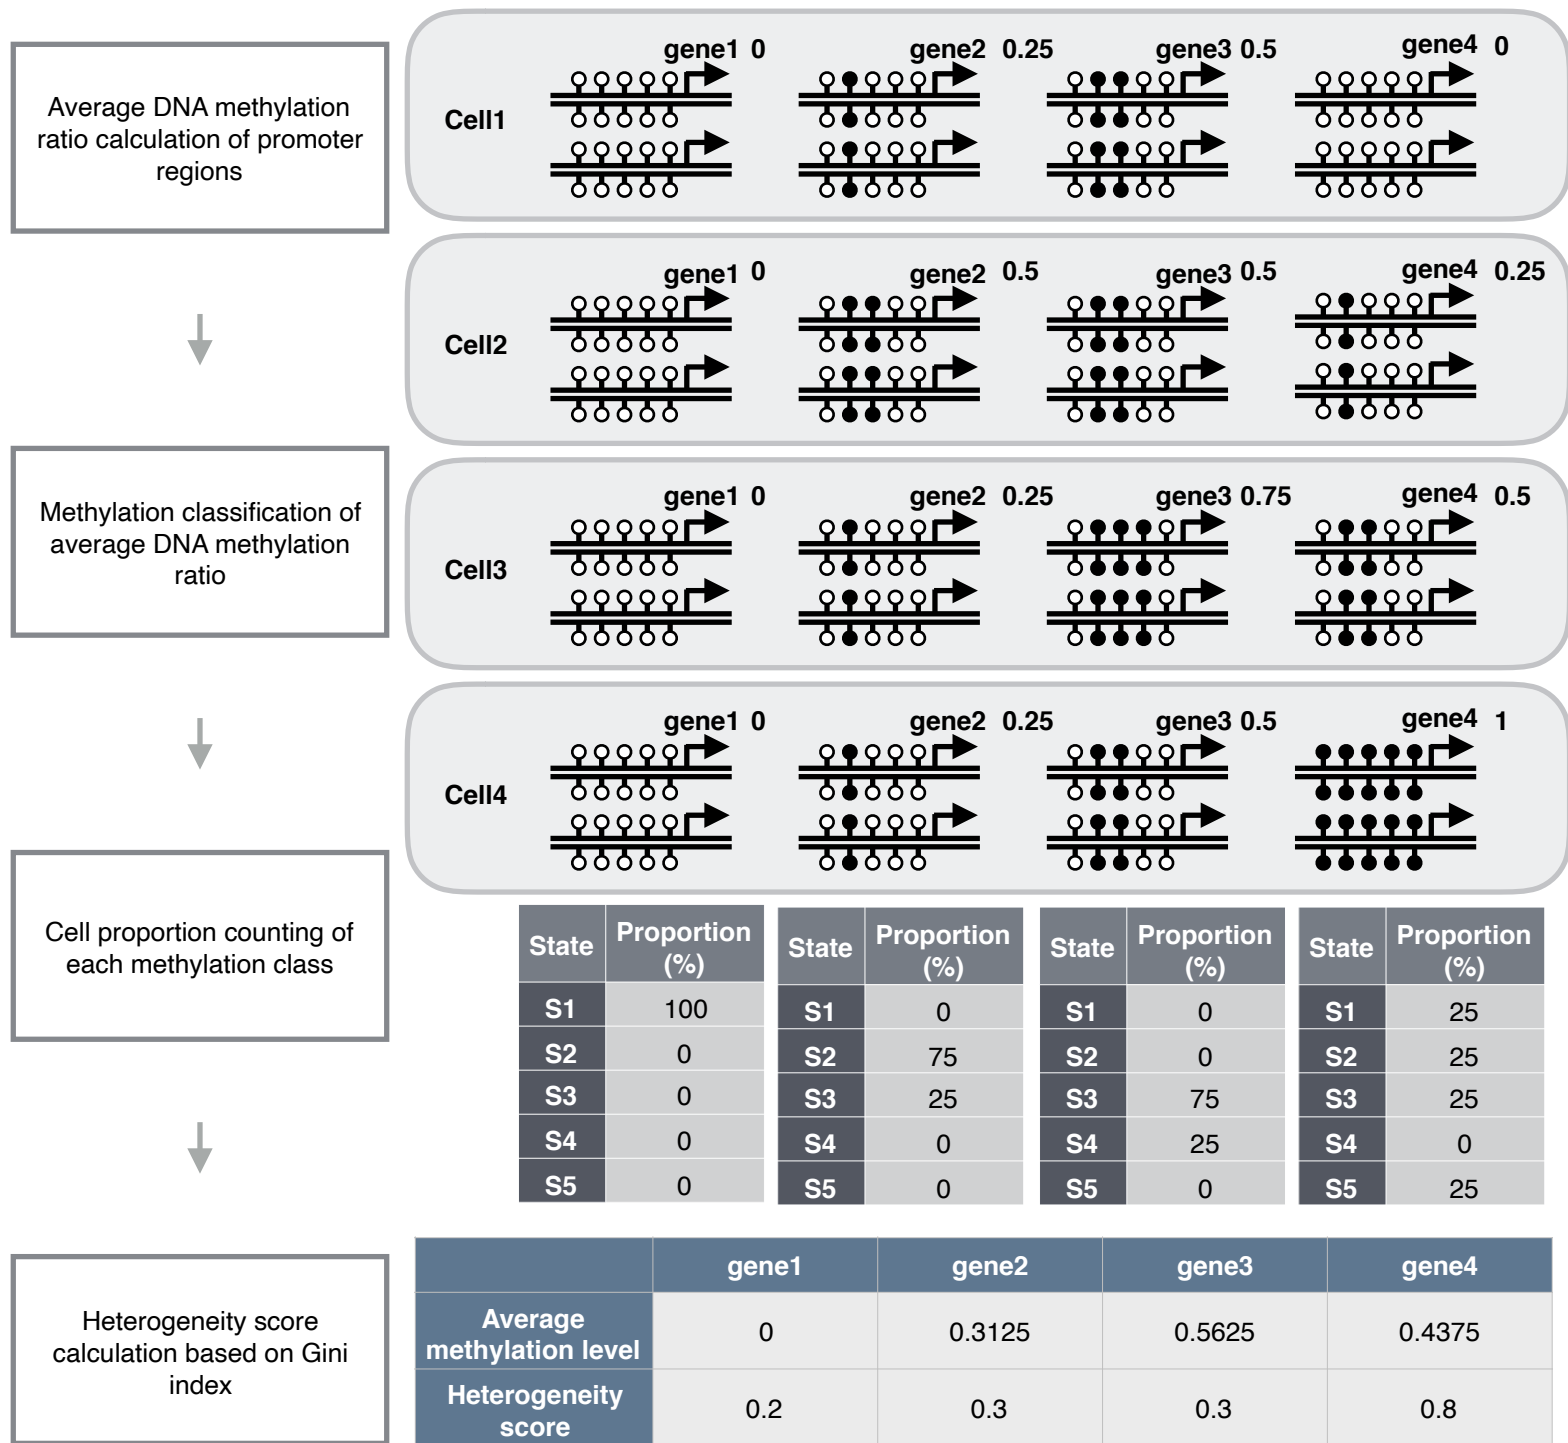 Average DNA methylation
ratio calculation of promoter
regions
Methylation classification of
average DNA methylation
ratio
Cell proportion counting of
each methylation class
Heterogeneity score
calculation based on Gini
index
gene1 0 gene2 0.25 gene3 0.5 gene4 0
Cell1
gene1 0 gene2 0.5 gene3 0.5 gene4 0.25
Cell2
gene1 0 gene2 0.25 gene3 0.75 gene4 0.5
Cell3
gene1 0 gene2 0.25 gene3 0.5 gene4 1
Cell4
State Proportion
(%)
S1 100
S2 0
S3 0
S4 0
S5 0
State Proportion
(%)
S1 0
S2 75
S3 25
S4 0
S5 0
State Proportion
(%)
S1 0
S2 0
S3 75
S4 25
S5 0
State Proportion
(%)
S1 25
S2 25
S3 25
S4 0
S5 25
gene1 gene2 gene3 gene4
Average
methylation level 0 0.3125 0.5625 0.4375
Heterogeneity
score 0.2 0.3 0.3 0.8